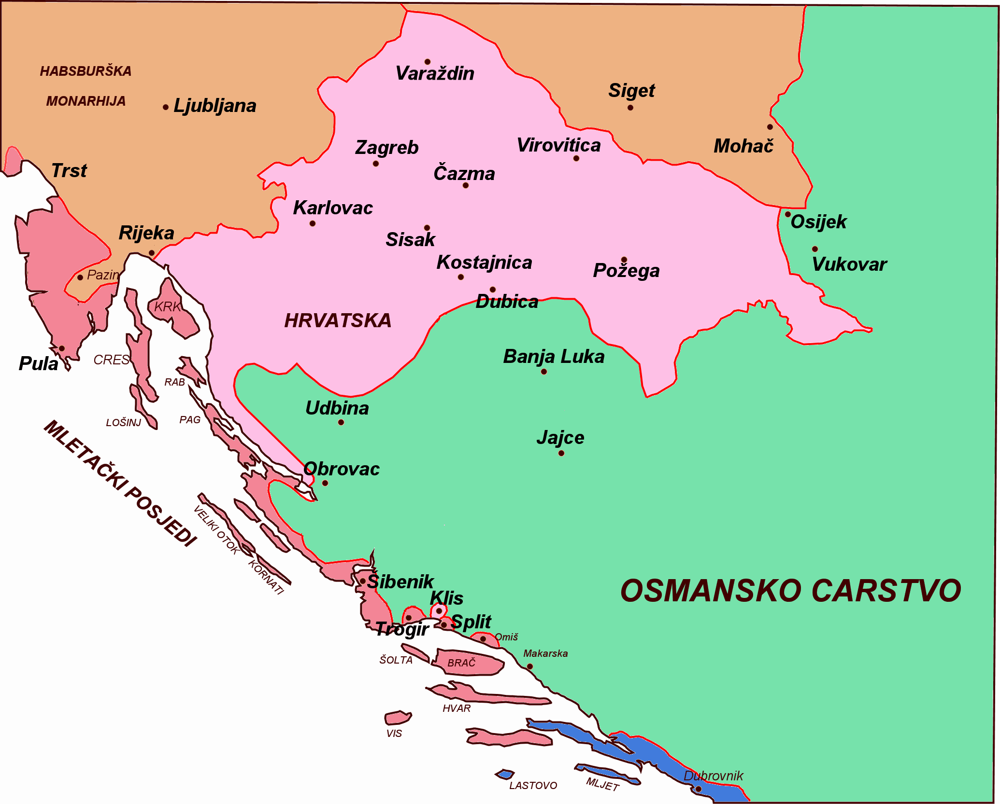 HABSBURŠKA
MONARHIJA
Ljubljana
Varaždin
Siget
Zagreb
Virovitica
Mohač
Trst
Čazma
Karlovac
Osijek
Rijeka
Sisak
Kostajnica
Požega
Vukovar
Pazin
KRK
Dubica
HRVATSKA
Pula
CRES
Banja Luka
RAB
LOŠINJ
PAG
Udbina
Jajce
MLETAČKI POSJEDI
Obrovac
VELIKI OTOK
KORNATI
Šibenik
Klis
OSMANSKO CARSTVO
Trogir
Split
Omiš
Makarska
ŠOLTA
BRAČ
HVAR
VIS
LASTOVO
MLJET
Dubrovnik